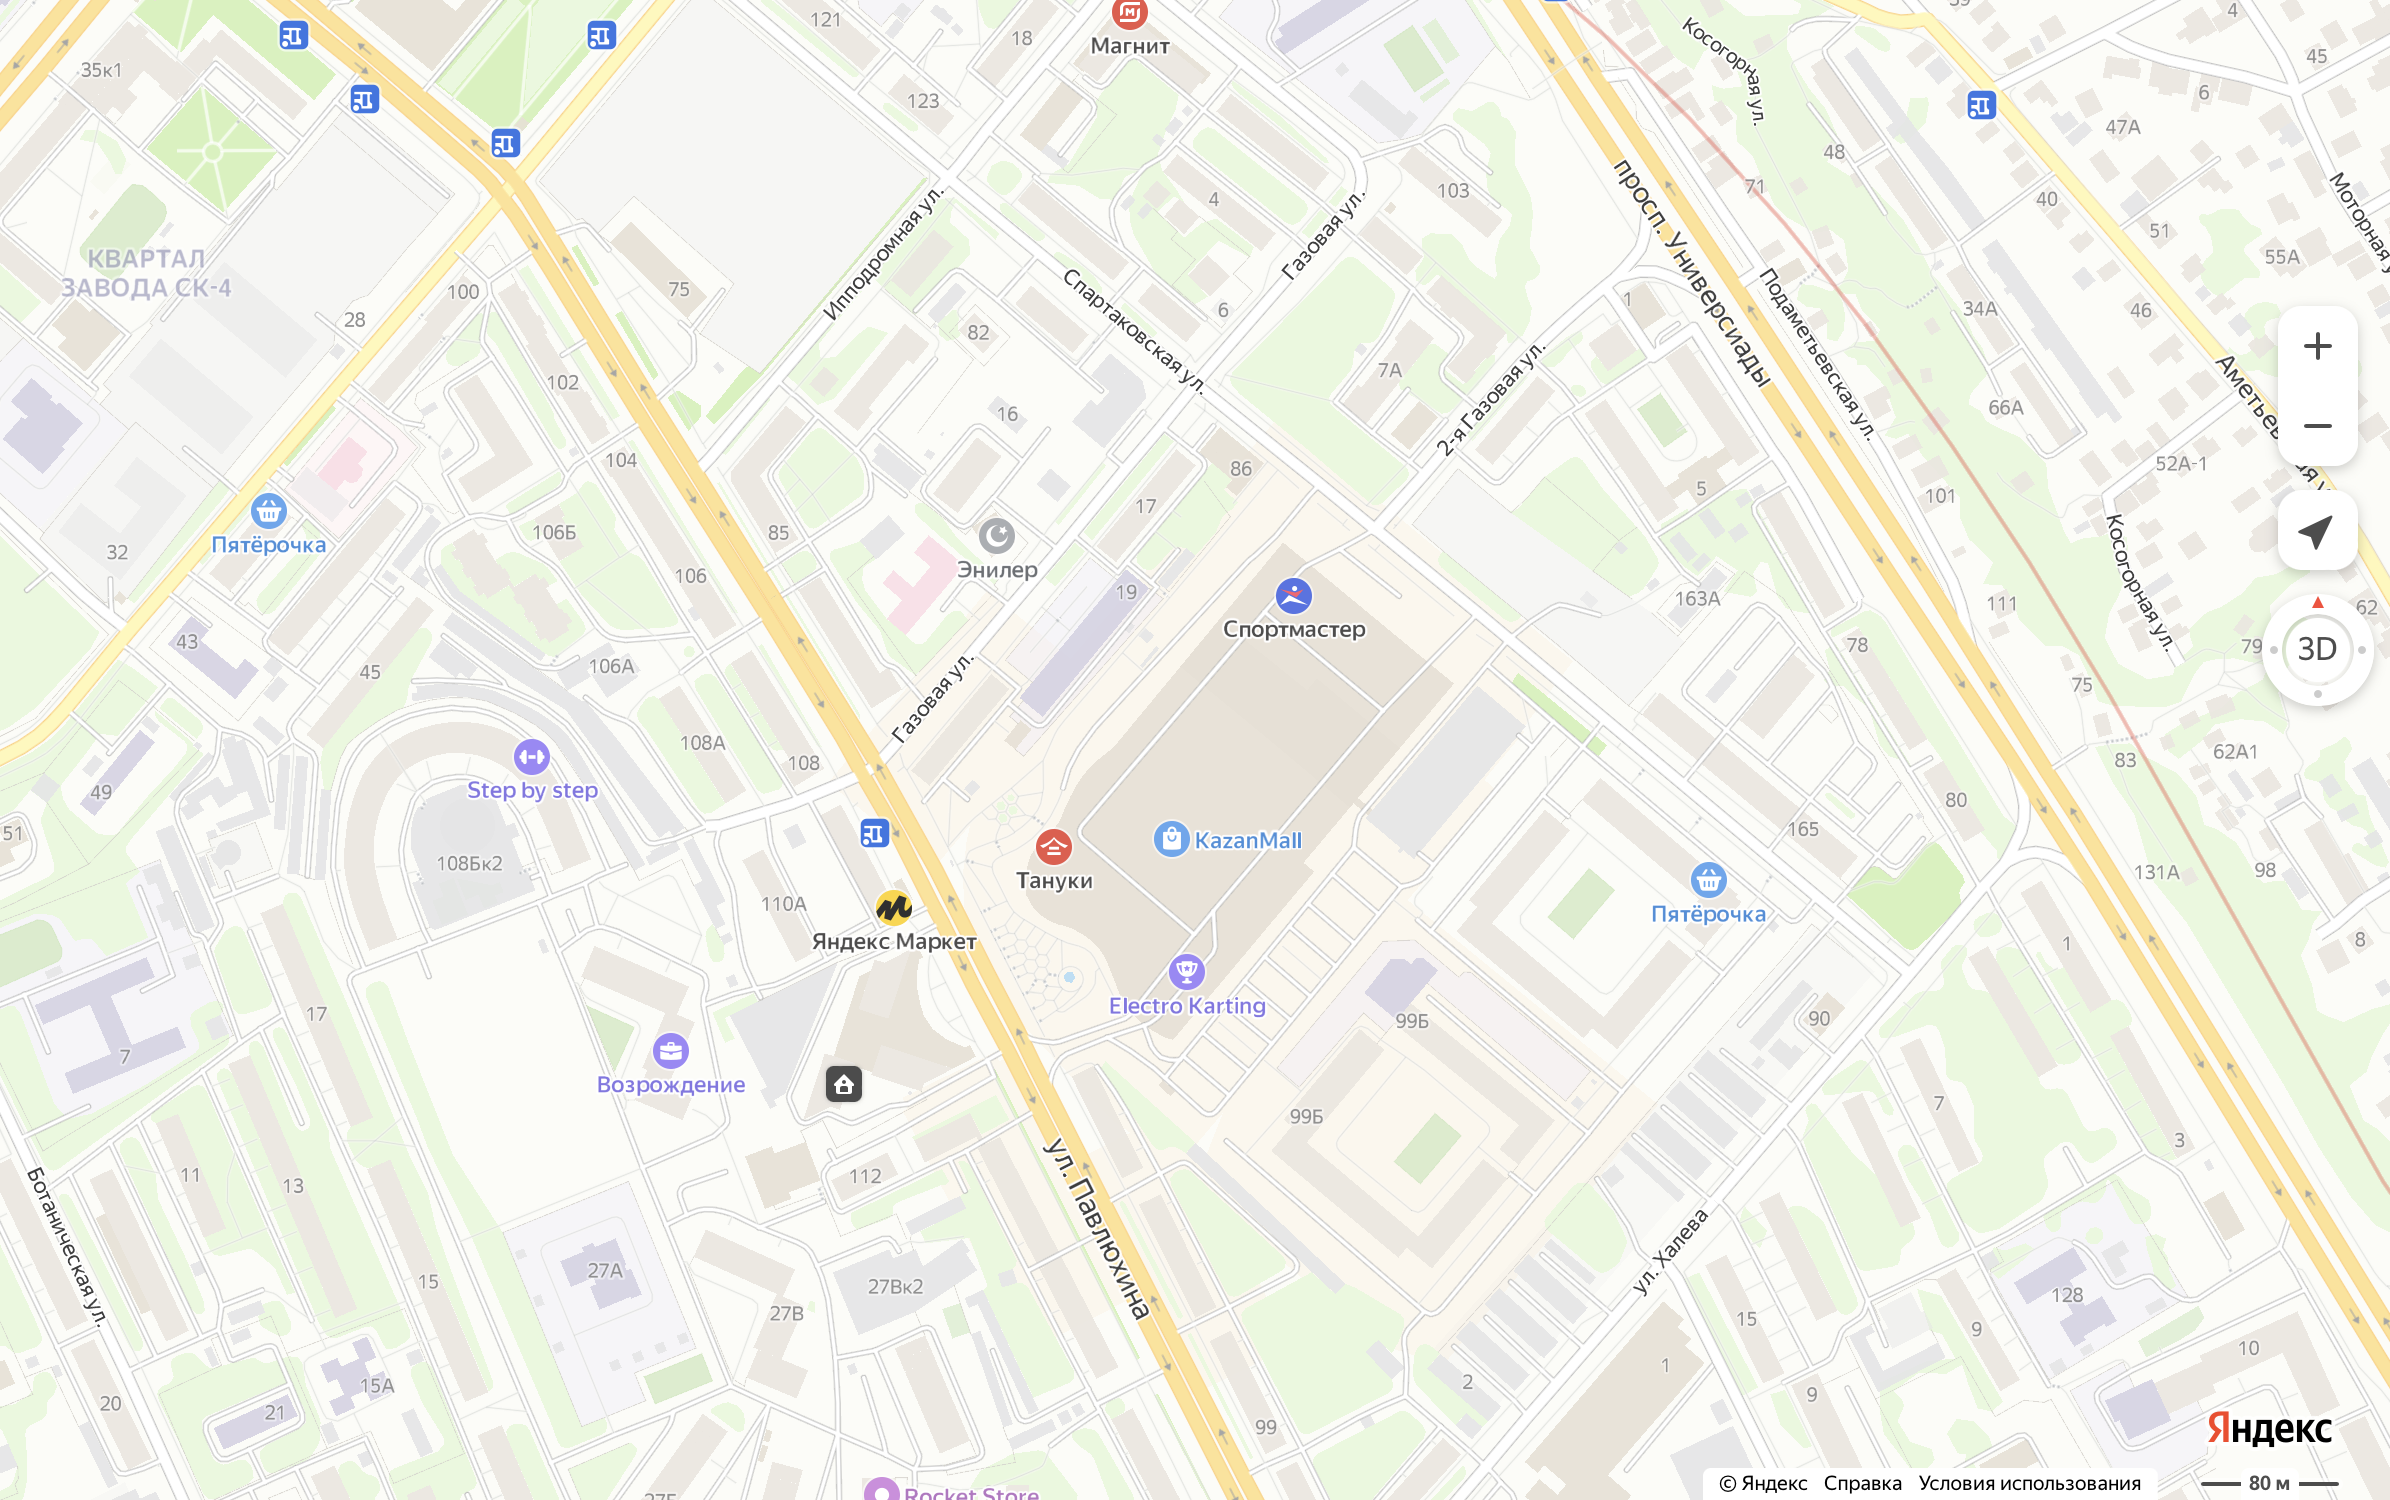 121
18
Магнит
123
35к1
Косогорная ул.
4
45
6
47А
48
71
40
51
55А
Моторная у
103
4
КВАРТАЛ
ЗАВОДА СК-4
100
28
75
Ипподромная ул.
Газовая ул.
просп. Универсиады
82
6
Спартаковская ул.
1
Подаметьевская ул.
34А
46
102
16
7А
2-я Газовая ул.
66А
Аметьев
ая у
104
86
17
5
101
52А-1
Косогорная ул.
Пятёрочка
32
106Б
85
106
Энилер
19
Спортмастер
163А
111
62
43
45
106А
78
79
3D
75
Газовая ул.
108А
108
Step by step
49
62А1
83
51
108Бк2
KazanMall
Тануки
80
165
131А
98
110А
Яндекс Маркет
Пятёрочка
1
8
17
Electro Karting
99Б
90
7
Возрождение
99Б
7
3
11
13
112
ул. Павлюхина
Ботаническая ул.
15
27А
27Вк2
27В
ул. Халева
128
15
9
10
1
2
9
20
15А
21
99
Яндекс
Rocket Store
© Яндекс Справка Условия использования
80 м